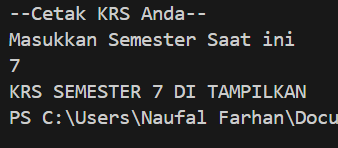 --Cetak KRS Anda--
Masukkan Semester Saat ini
7
KRS SEMESTER 7 DI TAMPILKAN
PS C:\Users\Naufal Farhan\Docu